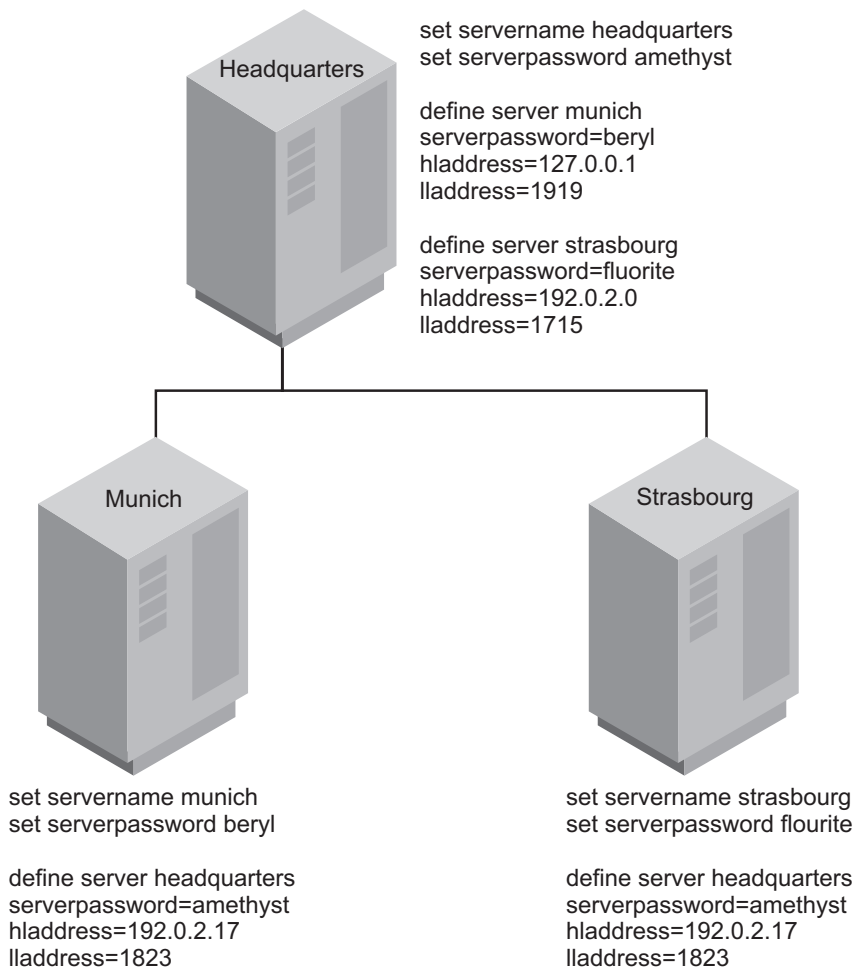 Headquarters
set servername headquarters
set serverpassword amethyst
define server munich
serverpassword=beryl
hladdress=127.0.0.1
lladdress=1919
define server strasbourg
serverpassword=fluorite
hladdress=192.0.2.0
lladdress=1715
Munich
set servername munich
set serverpassword beryl
define server headquarters
serverpassword=amethyst
hladdress=192.0.2.17
lladdress=1823
Strasbourg
set servername strasbourg
set serverpassword flourite
define server headquarters
serverpassword=amethyst
hladdress=192.0.2.17
lladdress=1823